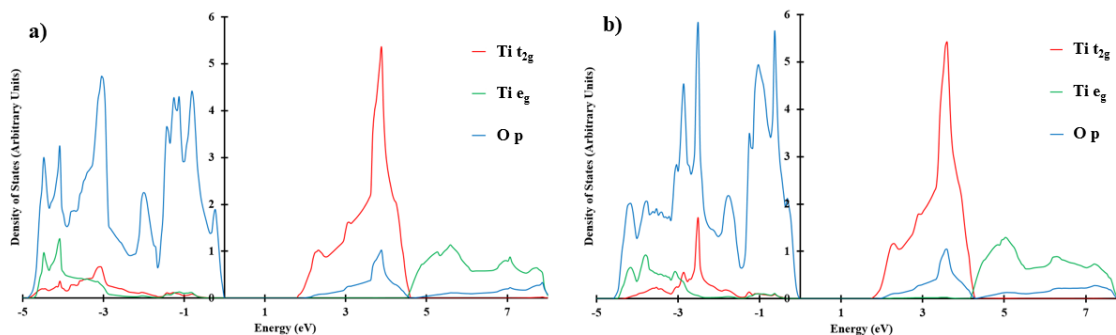 a)
Density of States (Arbitrary Units)
6
5
4
3
2
1
0
-5 -3 -1 1 3 5 7
Energy (eV)
Ti t2g
Ti eg
O p
b)
Density of States (Arbitrary Units)
6
5
4
3
2
1
0
-5 -3 -1 1 3 5 7
Energy (eV)
Ti t2g
Ti eg
O p